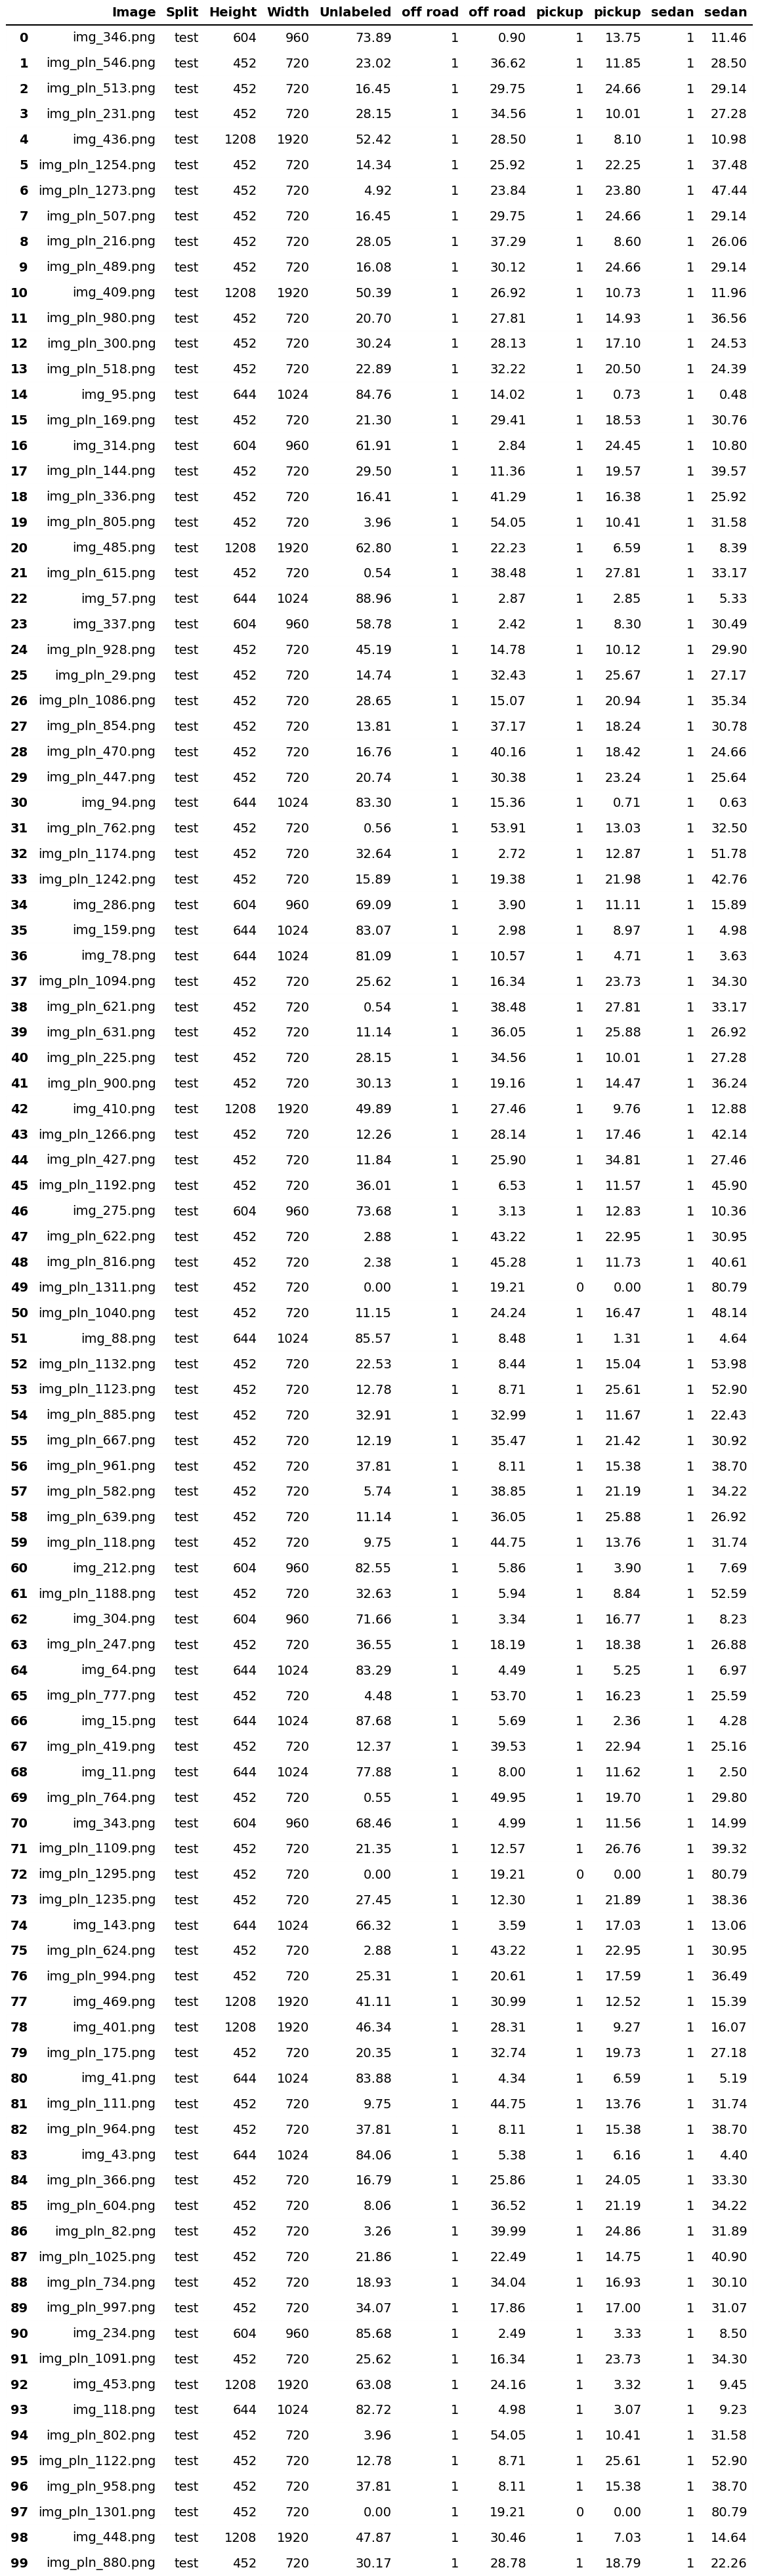 Image Split Height Width Unlabeled off road off road pickup pickup sedan sedan
0 img_346.png test 604 960 73.89 1 0.90 1 13.75 1 11.46
1 img_pln_546.png test 452 720 23.02 1 36.62 1 11.85 1 28.50
2 img_pln_513.png test 452 720 16.45 1 29.75 1 24.66 1 29.14
3 img_pln_231.png test 452 720 28.15 1 34.56 1 10.01 1 27.28
4 img_436.png test 1208 1920 52.42 1 28.50 1 8.10 1 10.98
5 img_pln_1254.png test 452 720 14.34 1 25.92 1 22.25 1 37.48
6 img_pln_1273.png test 452 720 4.92 1 23.84 1 23.80 1 47.44
7 img_pln_507.png test 452 720 16.45 1 29.75 1 24.66 1 29.14
8 img_pln_216.png test 452 720 28.05 1 37.29 1 8.60 1 26.06
9 img_pln_489.png test 452 720 16.08 1 30.12 1 24.66 1 29.14
10 img_409.png test 1208 1920 50.39 1 26.92 1 10.73 1 11.96
11 img_pln_980.png test 452 720 20.70 1 27.81 1 14.93 1 36.56
12 img_pln_300.png test 452 720 30.24 1 28.13 1 17.10 1 24.53
13 img_pln_518.png test 452 720 22.89 1 32.22 1 20.50 1 24.39
14 img_95.png test 644 1024 84.76 1 14.02 1 0.73 1 0.48
15 img_pln_169.png test 452 720 21.30 1 29.41 1 18.53 1 30.76
16 img_314.png test 604 960 61.91 1 2.84 1 24.45 1 10.80
17 img_pln_144.png test 452 720 29.50 1 11.36 1 19.57 1 39.57
18 img_pln_336.png test 452 720 16.41 1 41.29 1 16.38 1 25.92
19 img_pln_805.png test 452 720 3.96 1 54.05 1 10.41 1 31.58
20 img_485.png test 1208 1920 62.80 1 22.23 1 6.59 1 8.39
21 img_pln_615.png test 452 720 0.54 1 38.48 1 27.81 1 33.17
22 img_57.png test 644 1024 88.96 1 2.87 1 2.85 1 5.33
23 img_337.png test 604 960 58.78 1 2.42 1 8.30 1 30.49
24 img_pln_928.png test 452 720 45.19 1 14.78 1 10.12 1 29.90
25 img_pln_29.png test 452 720 14.74 1 32.43 1 25.67 1 27.17
26 img_pln_1086.png test 452 720 28.65 1 15.07 1 20.94 1 35.34
27 img_pln_854.png test 452 720 13.81 1 37.17 1 18.24 1 30.78
28 img_pln_470.png test 452 720 16.76 1 40.16 1 18.42 1 24.66
29 img_pln_447.png test 452 720 20.74 1 30.38 1 23.24 1 25.64
30 img_94.png test 644 1024 83.30 1 15.36 1 0.71 1 0.63
31 img_pln_762.png test 452 720 0.56 1 53.91 1 13.03 1 32.50
32 img_pln_1174.png test 452 720 32.64 1 2.72 1 12.87 1 51.78
33 img_pln_1242.png test 452 720 15.89 1 19.38 1 21.98 1 42.76
34 img_286.png test 604 960 69.09 1 3.90 1 11.11 1 15.89
35 img_159.png test 644 1024 83.07 1 2.98 1 8.97 1 4.98
36 img_78.png test 644 1024 81.09 1 10.57 1 4.71 1 3.63
37 img_pln_1094.png test 452 720 25.62 1 16.34 1 23.73 1 34.30
38 img_pln_621.png test 452 720 0.54 1 38.48 1 27.81 1 33.17
39 img_pln_631.png test 452 720 11.14 1 36.05 1 25.88 1 26.92
40 img_pln_225.png test 452 720 28.15 1 34.56 1 10.01 1 27.28
41 img_pln_900.png test 452 720 30.13 1 19.16 1 14.47 1 36.24
42 img_410.png test 1208 1920 49.89 1 27.46 1 9.76 1 12.88
43 img_pln_1266.png test 452 720 12.26 1 28.14 1 17.46 1 42.14
44 img_pln_427.png test 452 720 11.84 1 25.90 1 34.81 1 27.46
45 img_pln_1192.png test 452 720 36.01 1 6.53 1 11.57 1 45.90
46 img_275.png test 604 960 73.68 1 3.13 1 12.83 1 10.36
47 img_pln_622.png test 452 720 2.88 1 43.22 1 22.95 1 30.95
48 img_pln_816.png test 452 720 2.38 1 45.28 1 11.73 1 40.61
49 img_pln_1311.png test 452 720 0.00 1 19.21 0 0.00 1 80.79
50 img_pln_1040.png test 452 720 11.15 1 24.24 1 16.47 1 48.14
51 img_88.png test 644 1024 85.57 1 8.48 1 1.31 1 4.64
52 img_pln_1132.png test 452 720 22.53 1 8.44 1 15.04 1 53.98
53 img_pln_1123.png test 452 720 12.78 1 8.71 1 25.61 1 52.90
54 img_pln_885.png test 452 720 32.91 1 32.99 1 11.67 1 22.43
55 img_pln_667.png test 452 720 12.19 1 35.47 1 21.42 1 30.92
56 img_pln_961.png test 452 720 37.81 1 8.11 1 15.38 1 38.70
57 img_pln_582.png test 452 720 5.74 1 38.85 1 21.19 1 34.22
58 img_pln_639.png test 452 720 11.14 1 36.05 1 25.88 1 26.92
59 img_pln_118.png test 452 720 9.75 1 44.75 1 13.76 1 31.74
60 img_212.png test 604 960 82.55 1 5.86 1 3.90 1 7.69
61 img_pln_1188.png test 452 720 32.63 1 5.94 1 8.84 1 52.59
62 img_304.png test 604 960 71.66 1 3.34 1 16.77 1 8.23
63 img_pln_247.png test 452 720 36.55 1 18.19 1 18.38 1 26.88
64 img_64.png test 644 1024 83.29 1 4.49 1 5.25 1 6.97
65 img_pln_777.png test 452 720 4.48 1 53.70 1 16.23 1 25.59
66 img_15.png test 644 1024 87.68 1 5.69 1 2.36 1 4.28
67 img_pln_419.png test 452 720 12.37 1 39.53 1 22.94 1 25.16
68 img_11.png test 644 1024 77.88 1 8.00 1 11.62 1 2.50
69 img_pln_764.png test 452 720 0.55 1 49.95 1 19.70 1 29.80
70 img_343.png test 604 960 68.46 1 4.99 1 11.56 1 14.99
71 img_pln_1109.png test 452 720 21.35 1 12.57 1 26.76 1 39.32
72 img_pln_1295.png test 452 720 0.00 1 19.21 0 0.00 1 80.79
73 img_pln_1235.png test 452 720 27.45 1 12.30 1 21.89 1 38.36
74 img_143.png test 644 1024 66.32 1 3.59 1 17.03 1 13.06
75 img_pln_624.png test 452 720 2.88 1 43.22 1 22.95 1 30.95
76 img_pln_994.png test 452 720 25.31 1 20.61 1 17.59 1 36.49
77 img_469.png test 1208 1920 41.11 1 30.99 1 12.52 1 15.39
78 img_401.png test 1208 1920 46.34 1 28.31 1 9.27 1 16.07
79 img_pln_175.png test 452 720 20.35 1 32.74 1 19.73 1 27.18
80 img_41.png test 644 1024 83.88 1 4.34 1 6.59 1 5.19
81 img_pln_111.png test 452 720 9.75 1 44.75 1 13.76 1 31.74
82 img_pln_964.png test 452 720 37.81 1 8.11 1 15.38 1 38.70
83 img_43.png test 644 1024 84.06 1 5.38 1 6.16 1 4.40
84 img_pln_366.png test 452 720 16.79 1 25.86 1 24.05 1 33.30
85 img_pln_604.png test 452 720 8.06 1 36.52 1 21.19 1 34.22
86 img_pln_82.png test 452 720 3.26 1 39.99 1 24.86 1 31.89
87 img_pln_1025.png test 452 720 21.86 1 22.49 1 14.75 1 40.90
88 img_pln_734.png test 452 720 18.93 1 34.04 1 16.93 1 30.10
89 img_pln_997.png test 452 720 34.07 1 17.86 1 17.00 1 31.07
90 img_234.png test 604 960 85.68 1 2.49 1 3.33 1 8.50
91 img_pln_1091.png test 452 720 25.62 1 16.34 1 23.73 1 34.30
92 img_453.png test 1208 1920 63.08 1 24.16 1 3.32 1 9.45
93 img_118.png test 644 1024 82.72 1 4.98 1 3.07 1 9.23
94 img_pln_802.png test 452 720 3.96 1 54.05 1 10.41 1 31.58
95 img_pln_1122.png test 452 720 12.78 1 8.71 1 25.61 1 52.90
96 img_pln_958.png test 452 720 37.81 1 8.11 1 15.38 1 38.70
97 img_pln_1301.png test 452 720 0.00 1 19.21 0 0.00 1 80.79
98 img_448.png test 1208 1920 47.87 1 30.46 1 7.03 1 14.64
99 img_pln_880.png test 452 720 30.17 1 28.78 1 18.79 1 22.26